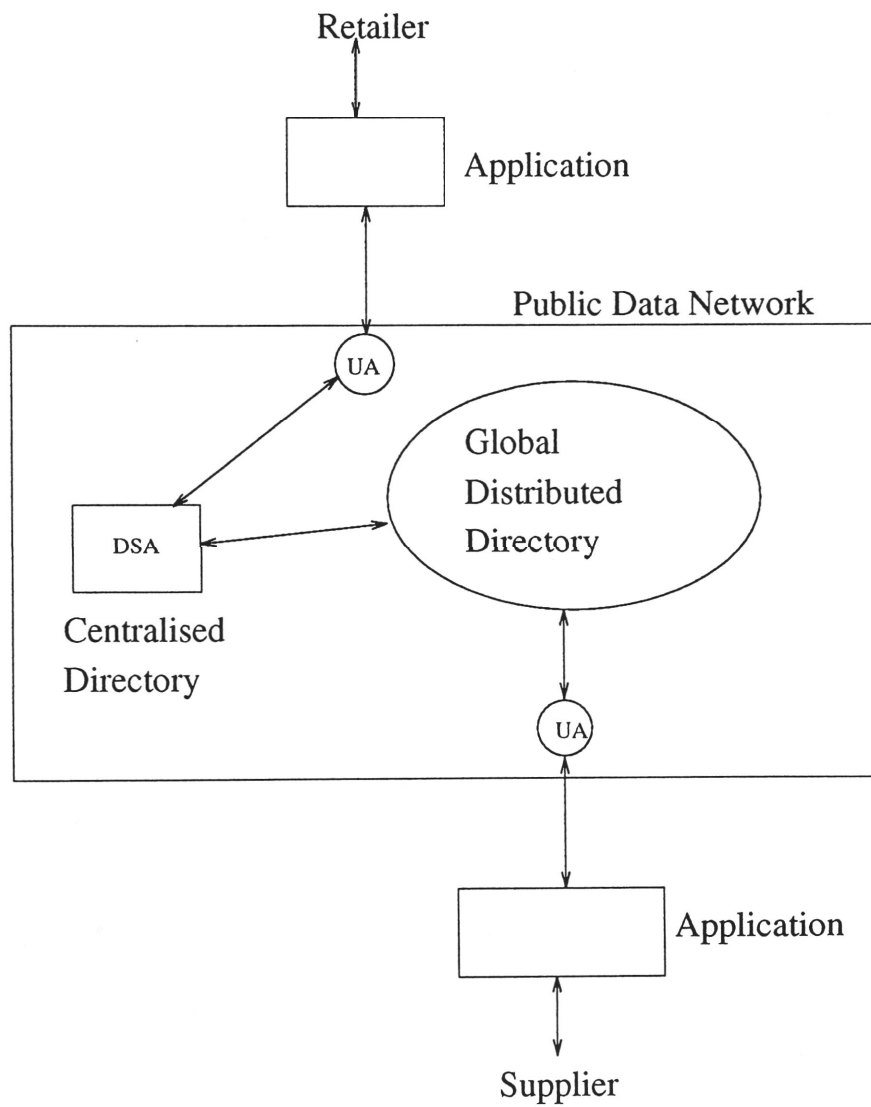 Retailer
Application
Public Data Network
UA
Global
Distributed
Directory
DSA
Centralised
Directory
UA
Application
Supplier